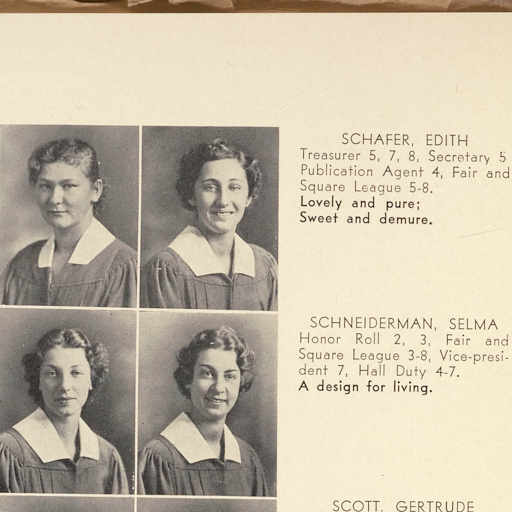 SCHAFER, EDITH
Treasurer 5, 7, 8, Secretary 5
Publication Agent 4, Fair and
Square League 5-8.
Lovely and pure;
Sweet and demure.
SCHNEIDERMAN, SELMA
Honor Roll 2, 3, Fair and
Square League 3-8, Vice-presi-
dent 7, Hall Duty 4-7.
A design for living.
SCOTT, GERTRUDE